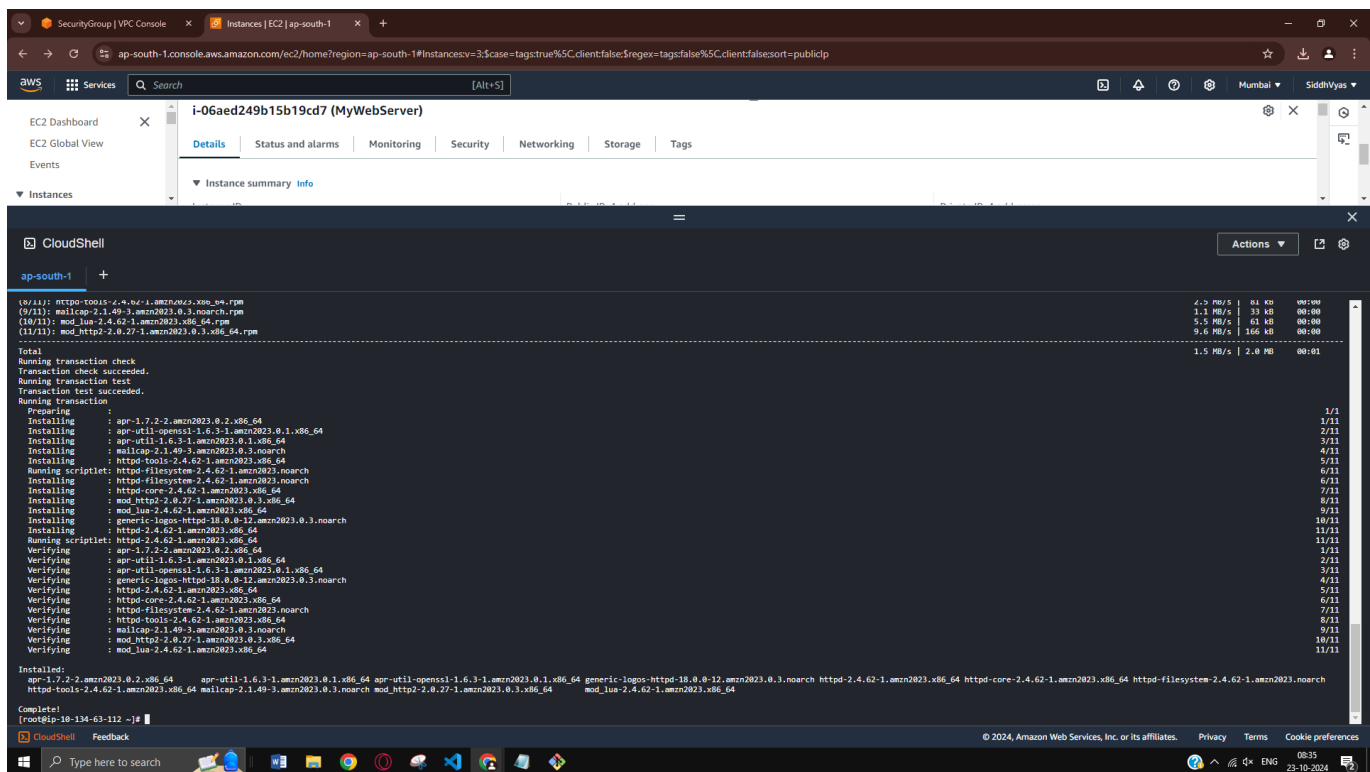 SecurityGroup | VPC Console
Instances | EC2 | ap-south-1
ap-south-1.console.aws.amazon.com/ec2/home?region=ap-south-1#Instances:v=3;$case=tags:true%5C,client:false;$regex=tags:false%5C,client:false;sort=publicIp
aws Services Search [Alt+S] Mumbai SiddhVyas
EC2 Dashboard
EC2 Global View
Events
Instances
i-06aed249b15b19cd7 (MyWebServer)
Details Status and alarms Monitoring Security Networking Storage Tags
Instance summary Info
CloudShell Actions
ap-south-1 +
(8/11): httpd-tools-2.4.62-1.amzn2023.x86_64.rpm 2.5 MB/s | 81 kB 00:00
(9/11): mailcap-2.1.49-3.amzn2023.0.3.noarch.rpm 1.1 MB/s | 33 kB 00:00
(10/11): mod_lua-2.4.62-1.amzn2023.x86_64.rpm 5.5 MB/s | 61 kB 00:00
(11/11): mod_http2-2.0.27-1.amzn2023.0.3.x86_64.rpm 9.6 MB/s | 166 kB 00:00
Total 1.5 MB/s | 2.0 MB 00:01
Running transaction check
Transaction check succeeded.
Running transaction test
Transaction test succeeded.
Running transaction
Preparing : 1/1
Installing : apr-1.7.2-2.amzn2023.0.2.x86_64 1/11
Installing : apr-util-openssl-1.6.3-1.amzn2023.0.1.x86_64 2/11
Installing : apr-util-1.6.3-1.amzn2023.0.1.x86_64 3/11
Installing : mailcap-2.1.49-3.amzn2023.0.3.noarch 4/11
Installing : httpd-tools-2.4.62-1.amzn2023.x86_64 5/11
Running scriptlet: httpd-filesystem-2.4.62-1.amzn2023.noarch 6/11
Installing : httpd-filesystem-2.4.62-1.amzn2023.noarch 6/11
Installing : httpd-core-2.4.62-1.amzn2023.x86_64 7/11
Installing : mod_http2-2.0.27-1.amzn2023.0.3.x86_64 8/11
Installing : mod_lua-2.4.62-1.amzn2023.x86_64 9/11
Installing : generic-logos-httpd-18.0.0-12.amzn2023.0.3.noarch 10/11
Installing : httpd-2.4.62-1.amzn2023.x86_64 11/11
Running scriptlet: httpd-2.4.62-1.amzn2023.x86_64 11/11
Verifying : apr-1.7.2-2.amzn2023.0.2.x86_64 1/11
Verifying : apr-util-1.6.3-1.amzn2023.0.1.x86_64 2/11
Verifying : apr-util-openssl-1.6.3-1.amzn2023.0.1.x86_64 3/11
Verifying : generic-logos-httpd-18.0.0-12.amzn2023.0.3.noarch 4/11
Verifying : httpd-2.4.62-1.amzn2023.x86_64 5/11
Verifying : httpd-core-2.4.62-1.amzn2023.x86_64 6/11
Verifying : httpd-filesystem-2.4.62-1.amzn2023.noarch 7/11
Verifying : httpd-tools-2.4.62-1.amzn2023.x86_64 8/11
Verifying : mailcap-2.1.49-3.amzn2023.0.3.noarch 9/11
Verifying : mod_http2-2.0.27-1.amzn2023.0.3.x86_64 10/11
Verifying : mod_lua-2.4.62-1.amzn2023.x86_64 11/11
Installed:
apr-1.7.2-2.amzn2023.0.2.x86_64 apr-util-1.6.3-1.amzn2023.0.1.x86_64 apr-util-openssl-1.6.3-1.amzn2023.0.1.x86_64 generic-logos-httpd-18.0.0-12.amzn2023.0.3.noarch httpd-2.4.62-1.amzn2023.x86_64 httpd-core-2.4.62-1.amzn2023.x86_64 httpd-filesystem-2.4.62-1.amzn2023.noarch
httpd-tools-2.4.62-1.amzn2023.x86_64 mailcap-2.1.49-3.amzn2023.0.3.noarch mod_http2-2.0.27-1.amzn2023.0.3.x86_64 mod_lua-2.4.62-1.amzn2023.x86_64
Complete!
[root@ip-10-134-63-112 ~]#
CloudShell Feedback © 2024, Amazon Web Services, Inc. or its affiliates. Privacy Terms Cookie preferences
Type here to search ENG 08:35
23-10-2024